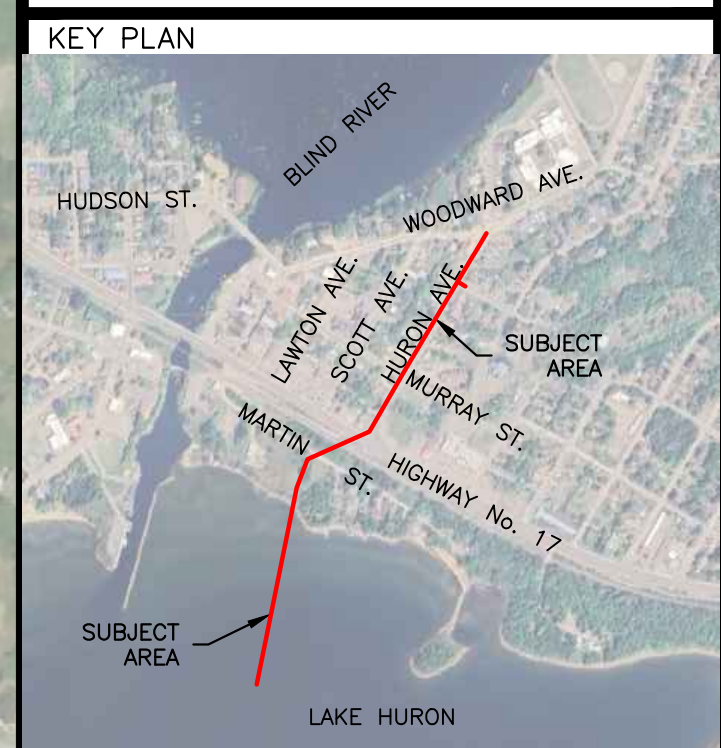 KEY PLAN
BLIND RIVER
HUDSON ST.
WOODWARD AVE.
LAWTON AVE.
SCOTT AVE.
HURON AVE.
SUBJECT
AREA
MURRAY ST.
MARTIN
ST.
HIGHWAY No. 17
SUBJECT
AREA
LAKE HURON